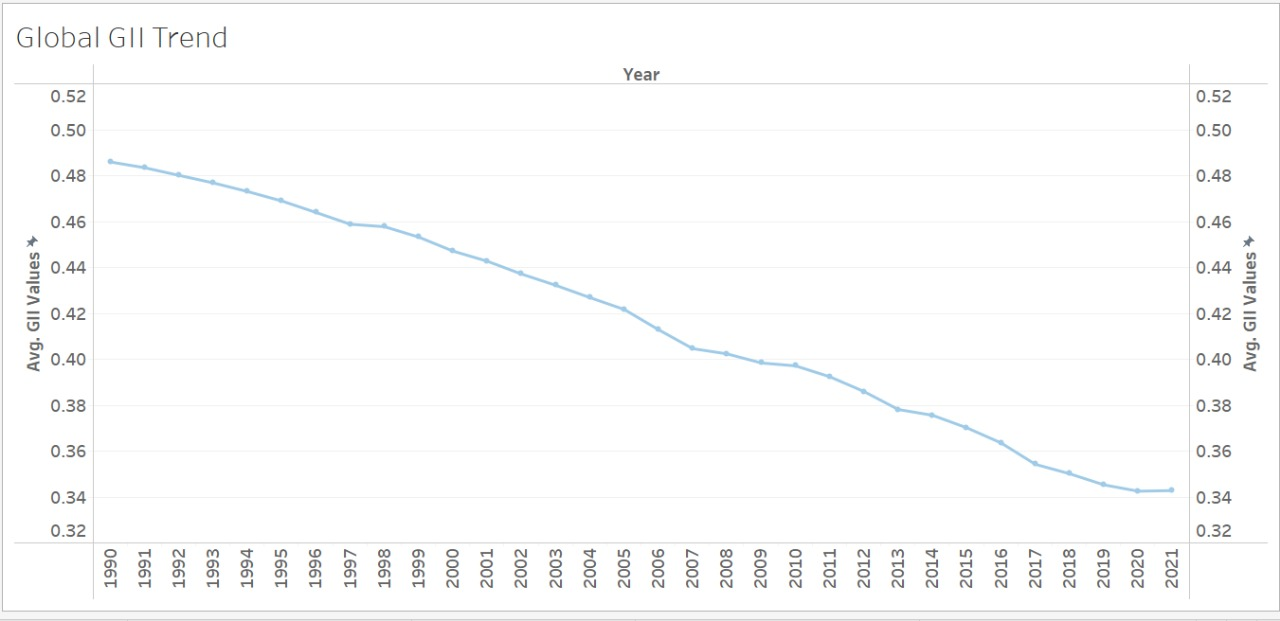 Global GII Trend
Year
0.52 0.52
0.50 0.50
0.48 0.48
0.46 0.46
0.44 0.44
0.42 0.42
0.40 0.40
0.38 0.38
0.36 0.36
0.34 0.34
0.32 0.32
Avg. GII Values
Avg. GII Values
1990 1991 1992 1993 1994 1995 1996 1997 1998 1999 2000 2001 2002 2003 2004 2005 2006 2007 2008 2009 2010 2011 2012 2013 2014 2015 2016 2017 2018 2019 2020 2021